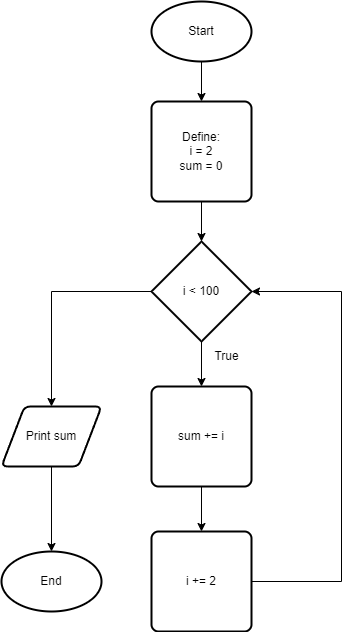 Start
Define:
i = 2
sum = 0
i < 100
True
sum += i
Print sum
i += 2
End